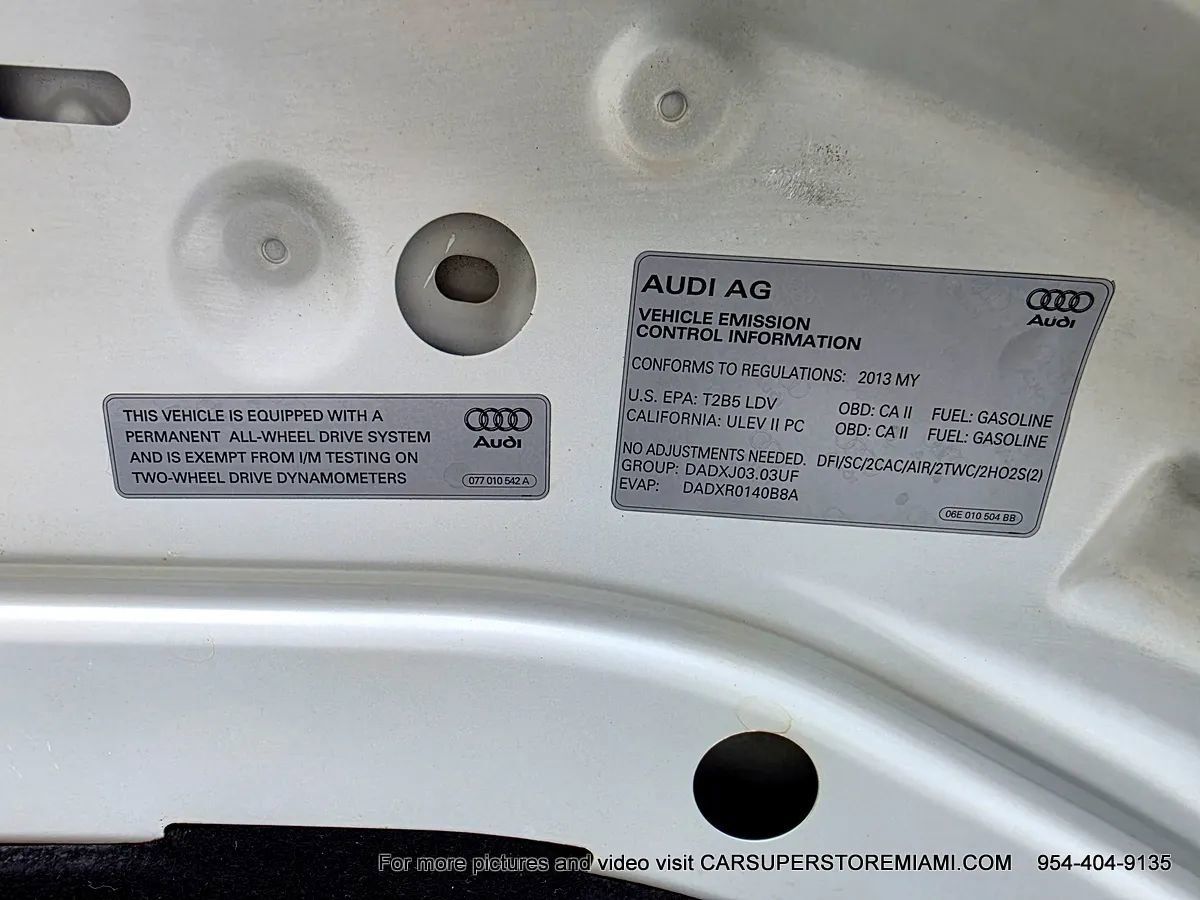 AUDI AG
Audi
VEHICLE EMISSION
CONTROL INFORMATION
CONFORMS TO REGULATIONS: 2013 MY
U.S. EPA: T2B5 LDV OBD: CA II FUEL: GASOLINE
CALIFORNIA: ULEV II PC OBD: CA II FUEL: GASOLINE
NO ADJUSTMENTS NEEDED. DFI/SC/2CAC/AIR/2TWC/2HO2S(2)
GROUP: DADXJ03.03UF
EVAP: DADXR0140B8A
06E 010 504 BB
THIS VEHICLE IS EQUIPPED WITH A
PERMANENT ALL-WHEEL DRIVE SYSTEM
AND IS EXEMPT FROM I/M TESTING ON
TWO-WHEEL DRIVE DYNAMOMETERS
Audi
077 010 542 A
For more pictures and video visit CARSUPERSTOREMIAMI.COM 954-404-9135